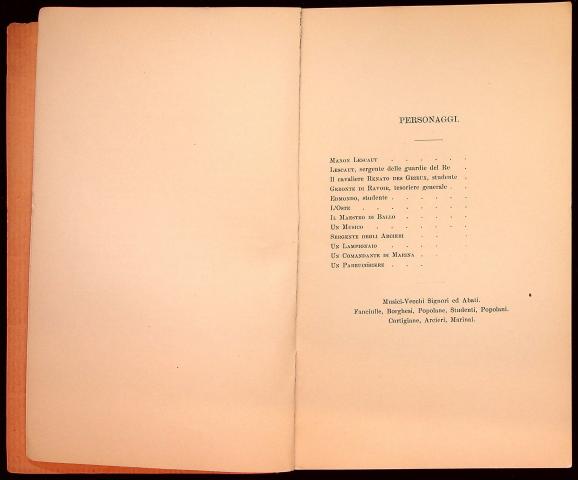 PERSONAGGI.
MANON LESCAUT . . . . . .
LESCAUT, sergente delle guardie del Re .
Il cavaliere RENATO DES GRIEUX, studente .
GERONTE DI RAVOIR, tesoriere generale . .
EDMONDO, studente . . . . . .
L'OSTE . . . . . . . .
IL MAESTRO DI BALLO . . . . .
UN MUSICO . . . . . . .
SERGENTE DEGLI ARCIERI . . .
UN LAMPIONAIO . . . .
UN COMANDANTE DI MARINA . .
UN PARRUCCHIERE . . .
Musici-Vecchi Signori ed Abati.
Fanciulle, Borghesi, Popolane, Studenti, Popolani.
Cortigiane, Arcieri, Marinai.